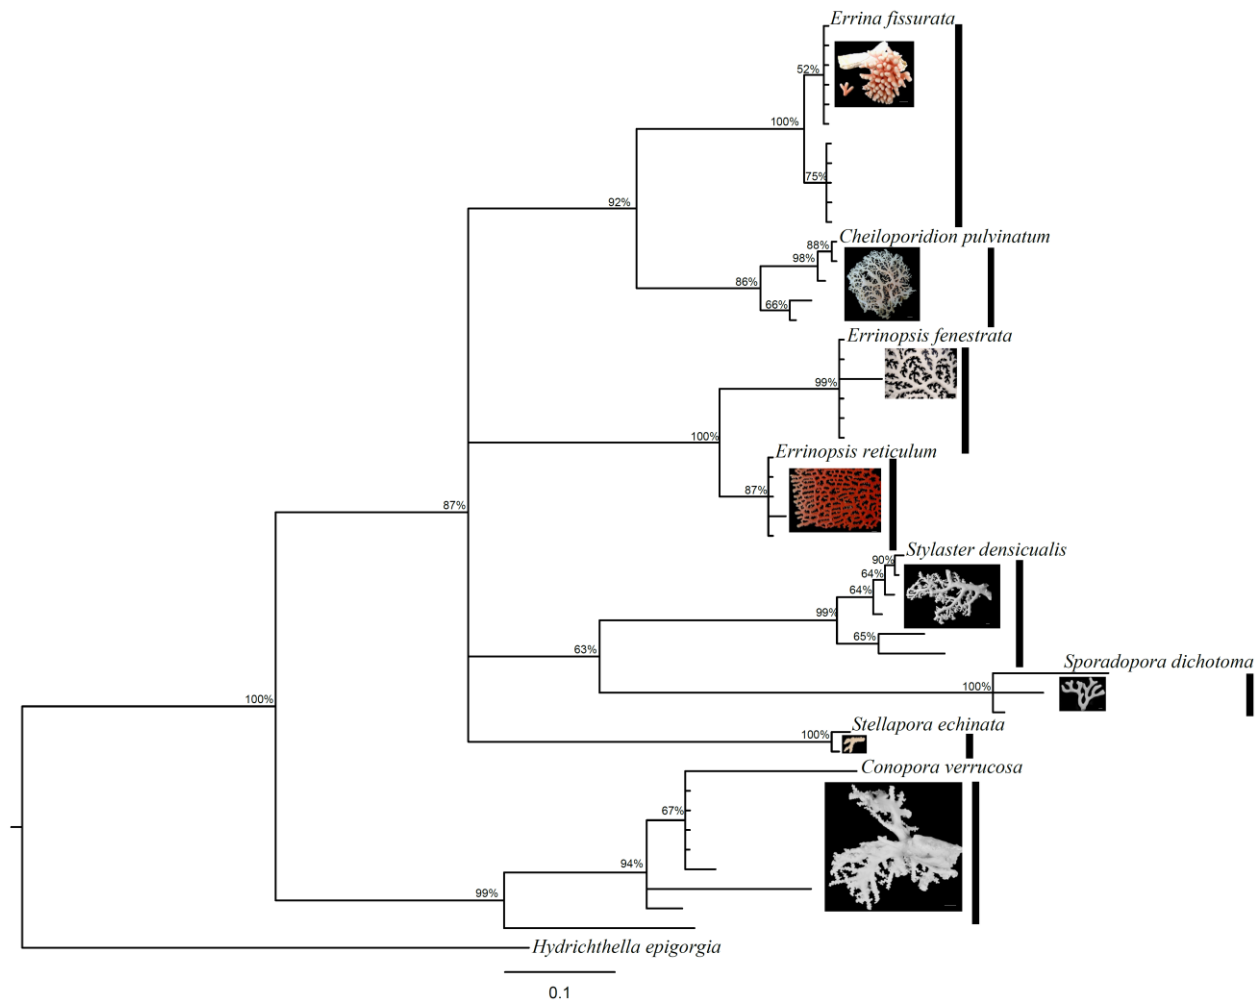 Errina fissurata
52%
100%
75%
92%
Cheiloporidion pulvinatum
88%
98%
86%
66%
Errinopsis fenestrata
99%
100%
Errinopsis reticulum
87%
87%
Stylaster densicualis
90%
64%
64%
99%
65%
63%
Sporadopora dichotoma
100%
100%
Stellapora echinata
100%
Conopora verrucosa
67%
94%
99%
Hydrichthella epigorgia
0.1